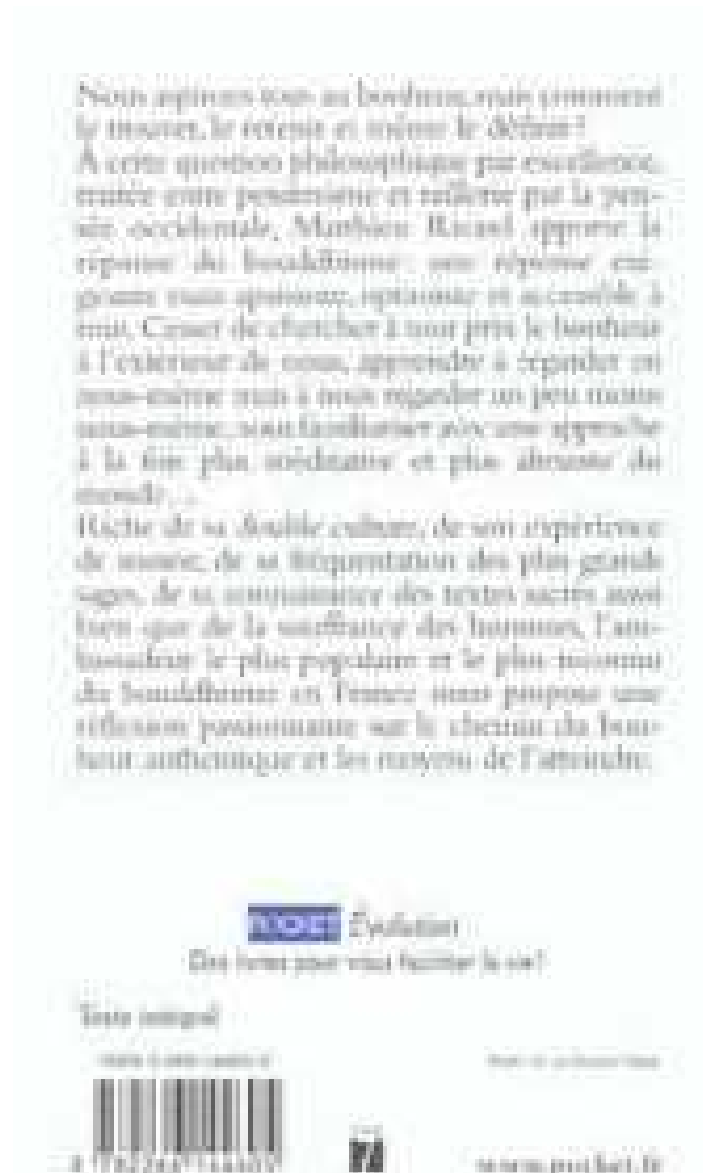 Nous aspirons tous au bonheur, mais comment
le trouver, le retenir et même le définir ?
À cette question philosophique par excellence,
traitée entre pessimisme et raillerie par la pen-
sée occidentale, Matthieu Ricard apporte la
réponse du bouddhisme : une réponse exi-
geante mais apaisante, optimiste et accessible à
tous. Cesser de chercher à tout prix le bonheur
à l'extérieur de nous, apprendre à regarder en
nous-même mais à nous regarder un peu moins
nous-même, nous familiariser avec une approche
à la fois plus méditative et plus altruiste du
monde...
Riche de sa double culture, de son expérience
de moine, de sa fréquentation des plus grands
sages, de sa connaissance des textes sacrés aussi
bien que de la souffrance des hommes, l'am-
bassadeur le plus populaire et le plus reconnu
du bouddhisme en France nous propose une
réflexion passionnante sur le chemin du bon-
heur authentique et les moyens de l'atteindre.
POCKET Évolution
Des livres pour vous faciliter la vie !
Texte intégral
www.pocket.fr